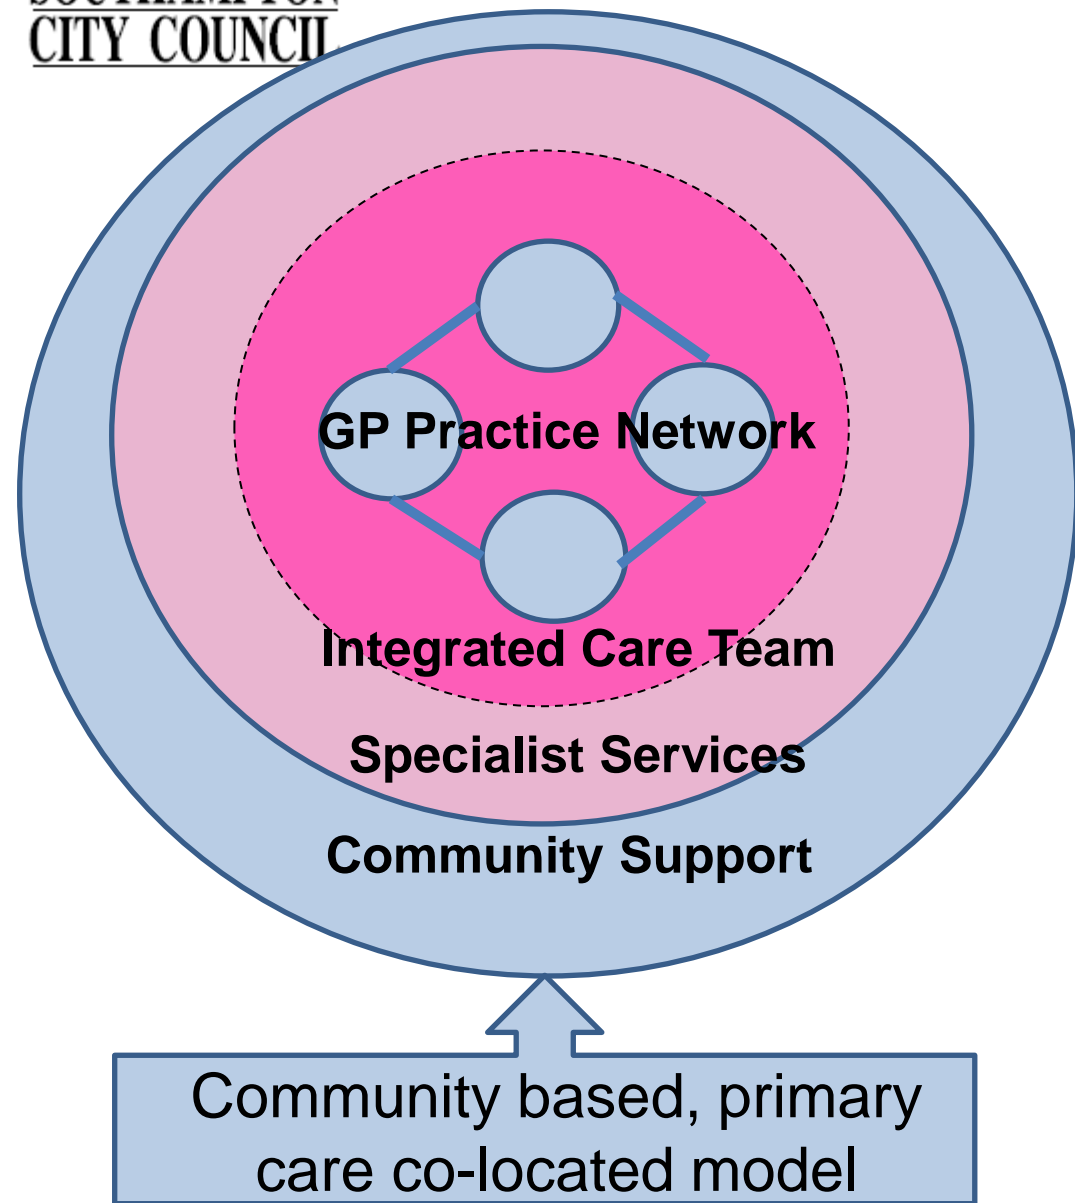 SOUTHAMPTON
CITY COUNCIL
GP Practice Network
Integrated Care Team
Specialist Services
Community Support
Community based, primary
care co-located model